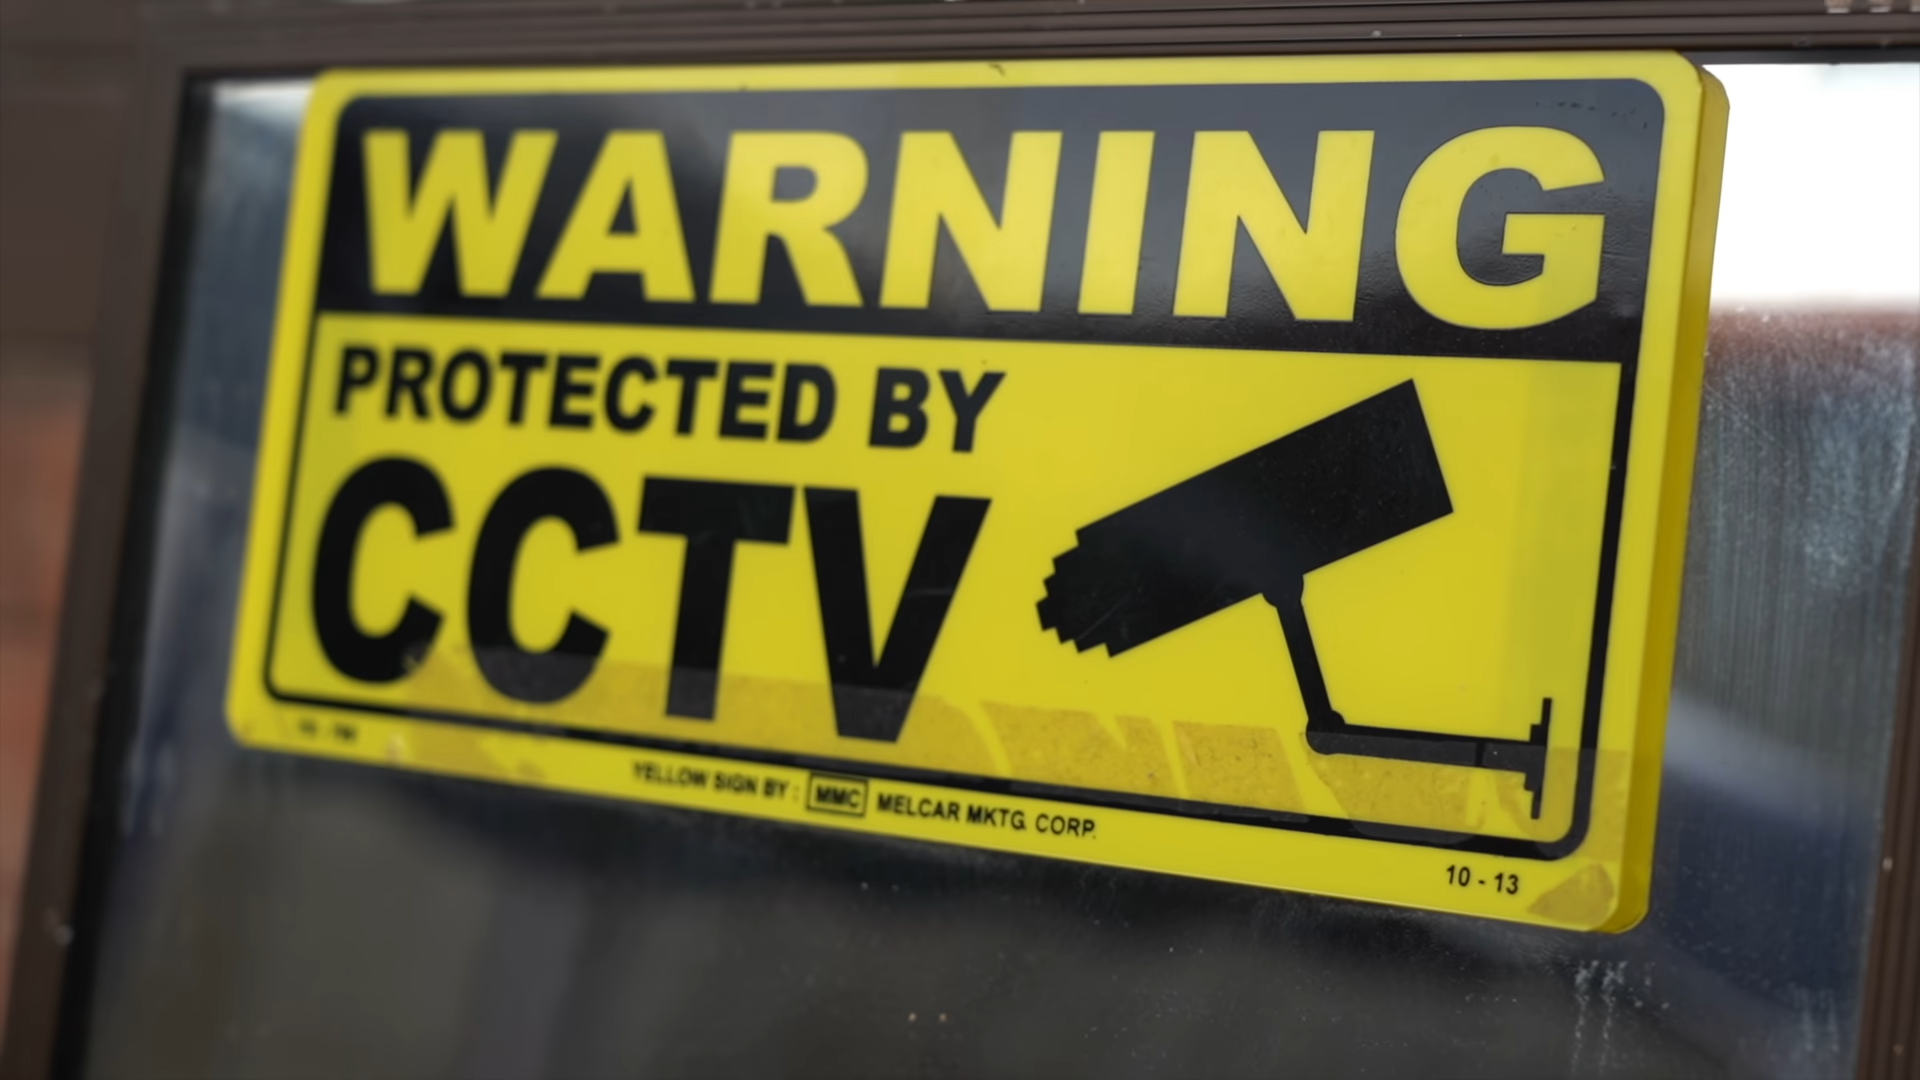 WARNING
PROTECTED BY
CCTV
YELLOW SIGN BY : MMC MELCAR MKTG. CORP.
10 - 13